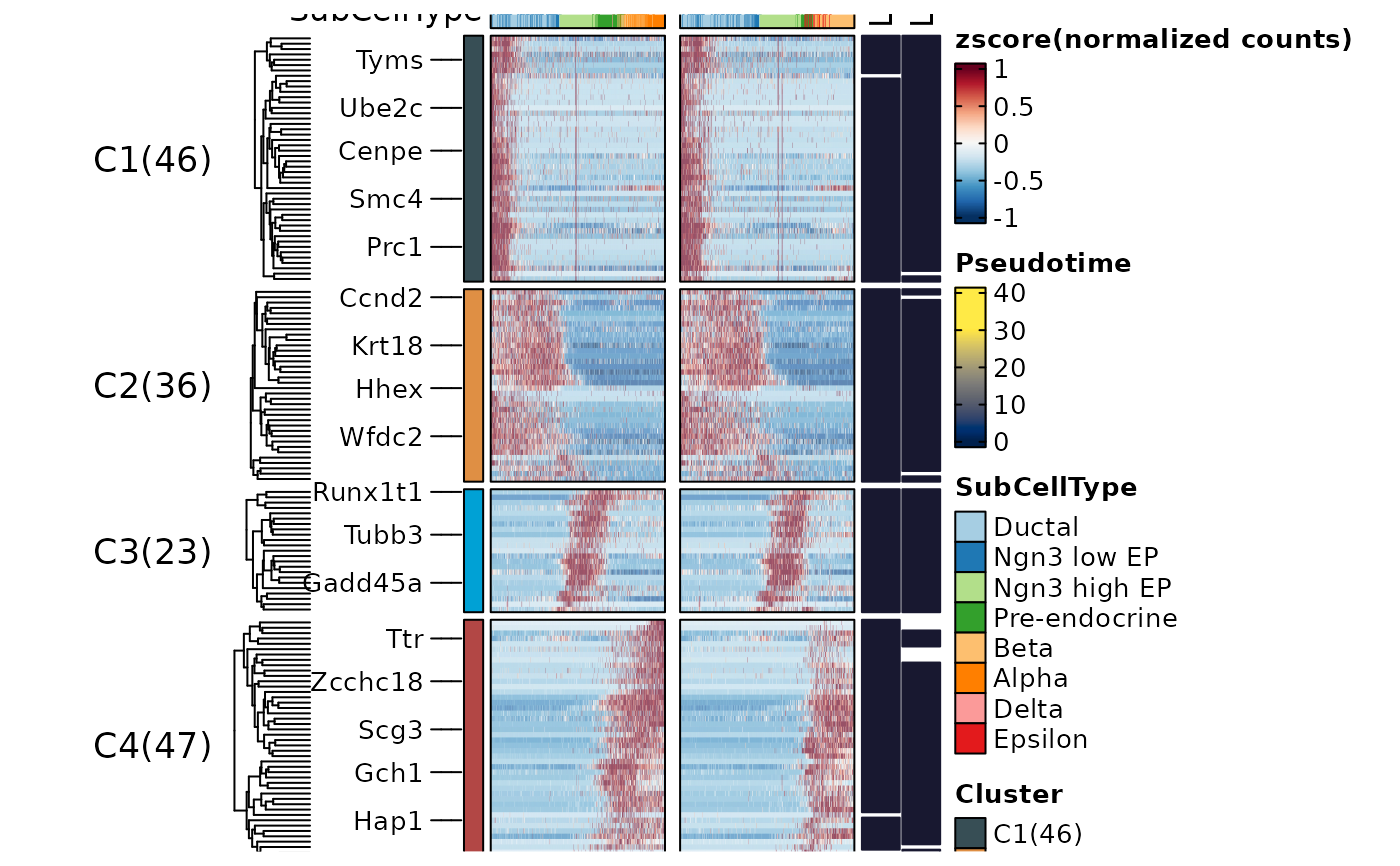 SubCellType
Tyms
Ube2c
Cenpe
Smc4
Prc1
C1(46)
Ccnd2
Krt18
Hhex
Wfdc2
C2(36)
Runx1t1
Tubb3
Gadd45a
C3(23)
Ttr
Zcchc18
Scg3
Gch1
Hap1
C4(47)
zscore(normalized counts)
1
0.5
0
-0.5
-1
Pseudotime
40
30
20
10
0
SubCellType
Ductal
Ngn3 low EP
Ngn3 high EP
Pre-endocrine
Beta
Alpha
Delta
Epsilon
Cluster
C1(46)